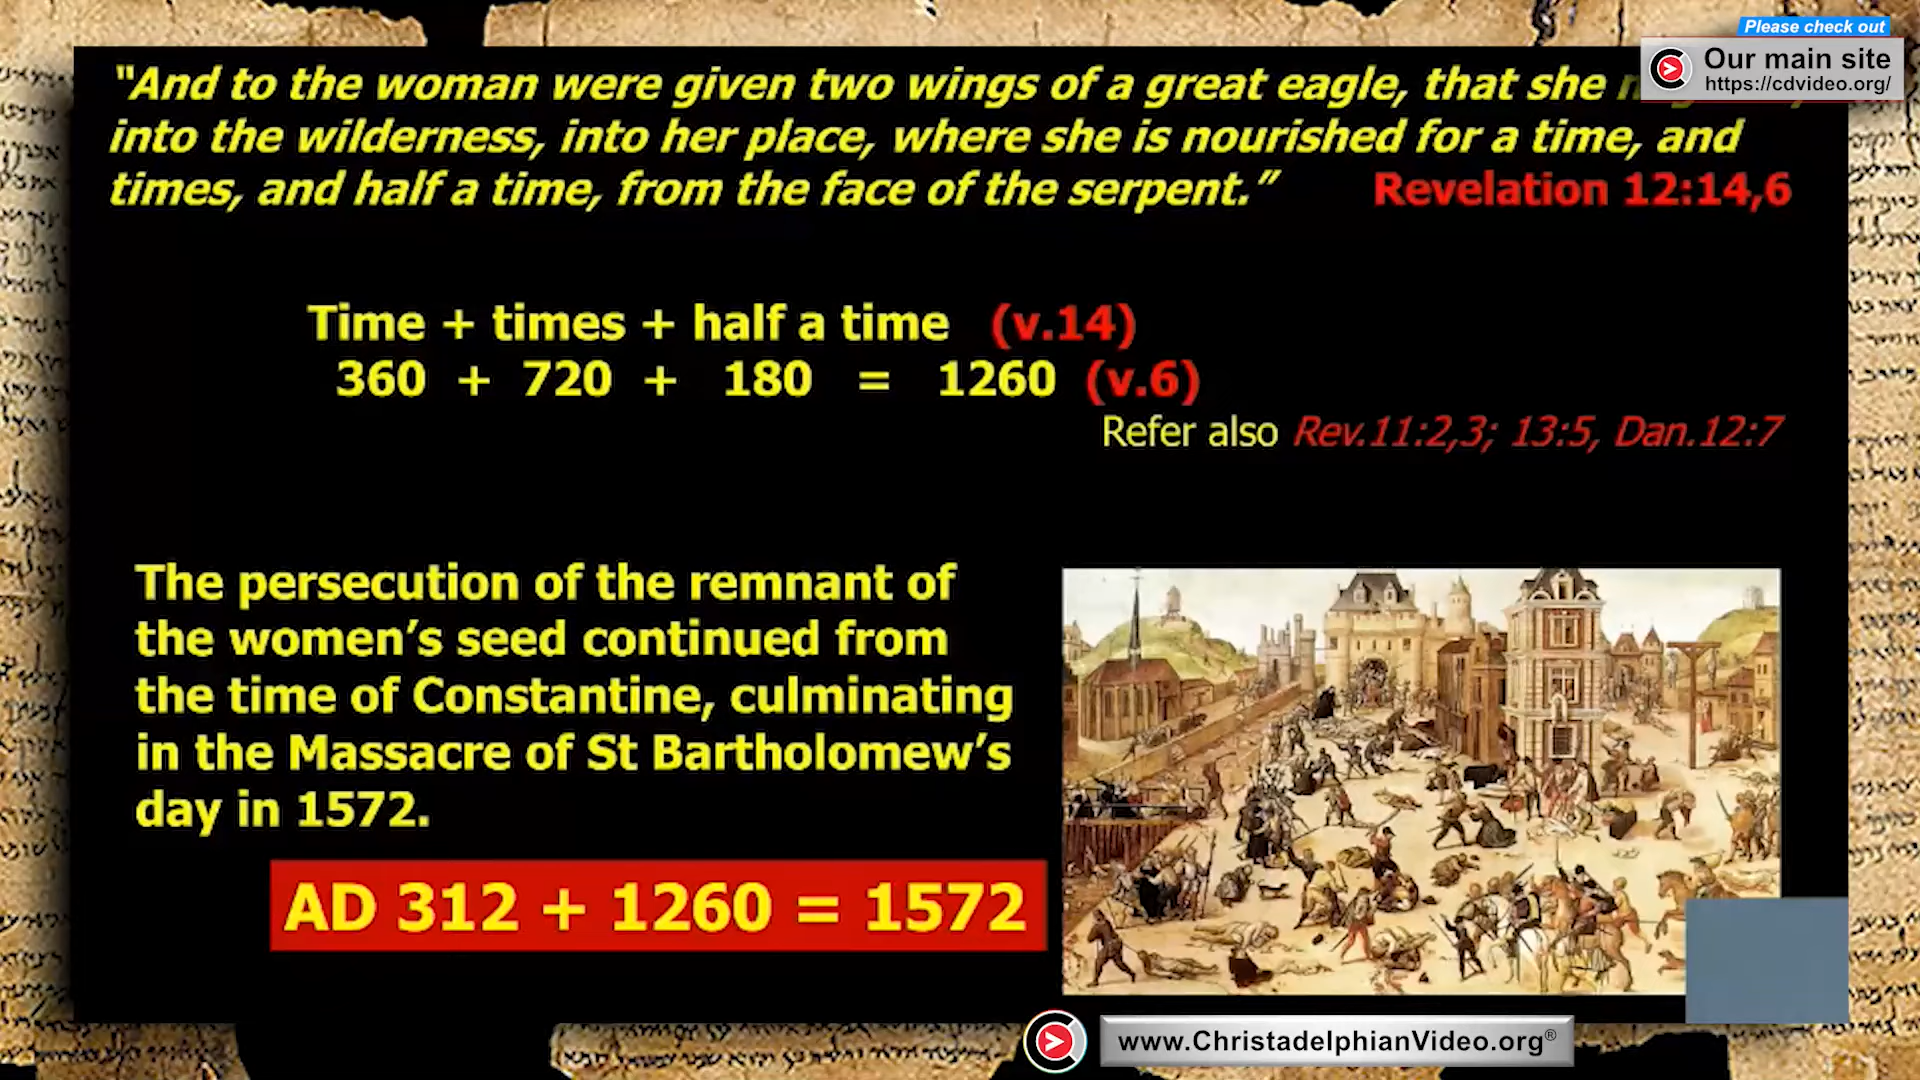 Please check out
Our main site
https://cdvideo.org/
“And to the woman were given two wings of a great eagle, that she
into the wilderness, into her place, where she is nourished for a time, and
times, and half a time, from the face of the serpent.” Revelation 12:14,6
Time + times + half a time (v.14)
360 + 720 + 180 = 1260 (v.6)
Refer also Rev.11:2,3; 13:5, Dan.12:7
The persecution of the remnant of
the women’s seed continued from
the time of Constantine, culminating
in the Massacre of St Bartholomew’s
day in 1572.
AD 312 + 1260 = 1572
www.ChristadelphianVideo.org®